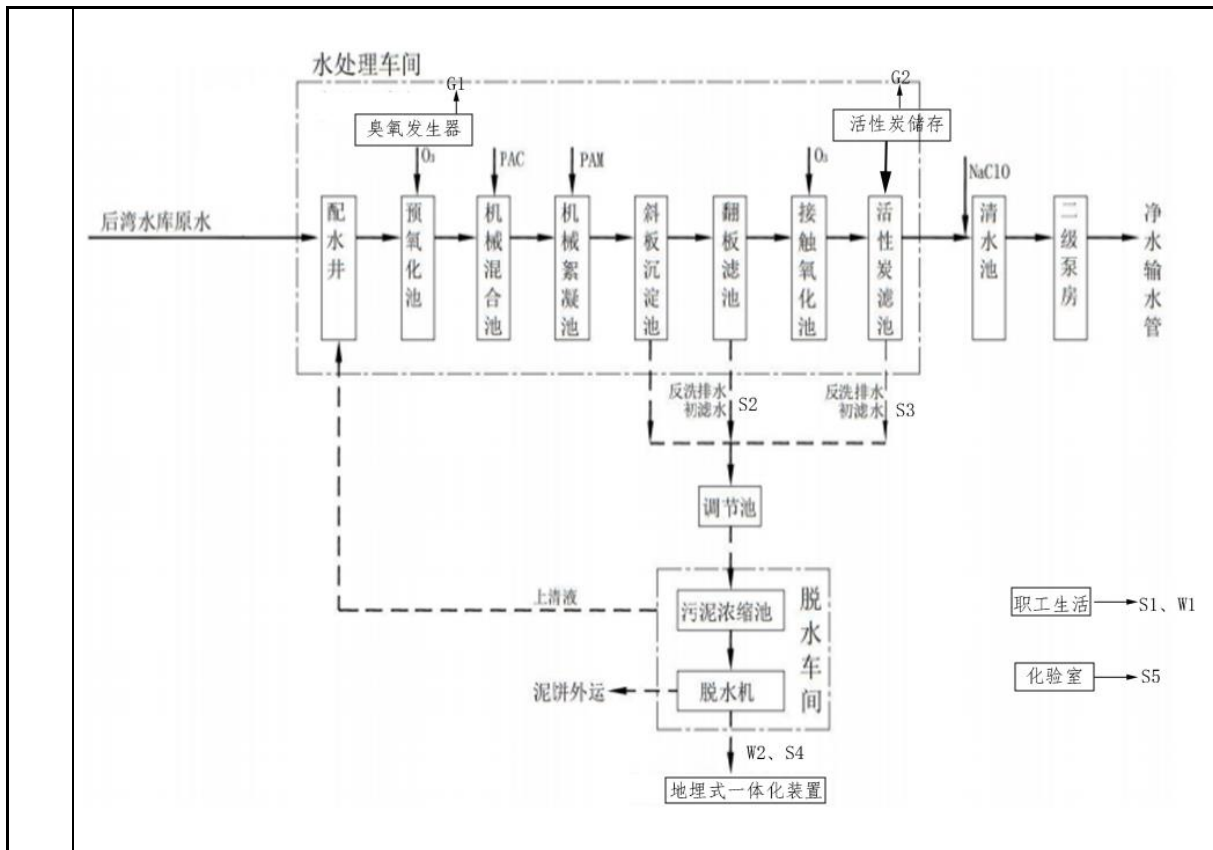 水处理车间
G1
G2
臭氧发生器
活性炭储存
O₃
PAC
PAM
O₃
NaClO
后湾水库原水
配水井
预氧化池
机械混合池
机械絮凝池
斜板沉淀池
翻板滤池
接触氧化池
活性炭滤池
清水池
二级泵房
净水输水管
反洗排水
初滤水
S2
反洗排水
初滤水
S3
调节池
上清液
污泥浓缩池
脱水车间
泥饼外运
脱水机
职工生活
S1、W1
化验室
S5
W2、S4
地埋式一体化装置